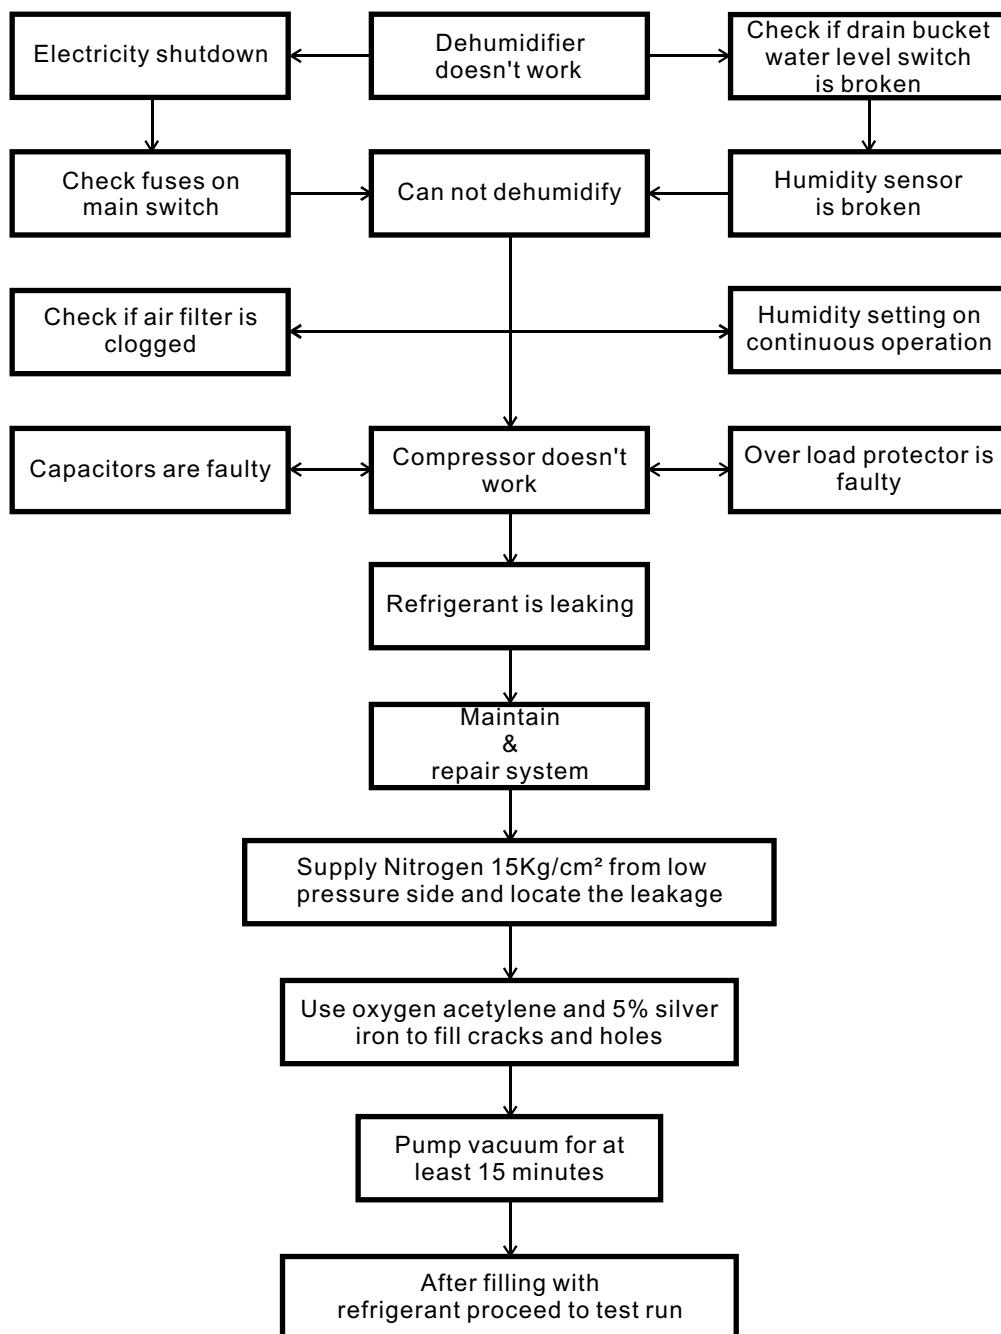 Electricity shutdown
Dehumidifier
doesn't work
Check if drain bucket
water level switch
is broken
Check fuses on
main switch
Can not dehumidify
Humidity sensor
is broken
Check if air filter is
clogged
Humidity setting on
continuous operation
Capacitors are faulty
Compressor doesn't
work
Over load protector is
faulty
Refrigerant is leaking
Maintain
&
repair system
Supply Nitrogen 15Kg/cm² from low
pressure side and locate the leakage
Use oxygen acetylene and 5% silver
iron to fill cracks and holes
Pump vacuum for at
least 15 minutes
After filling with
refrigerant proceed to test run